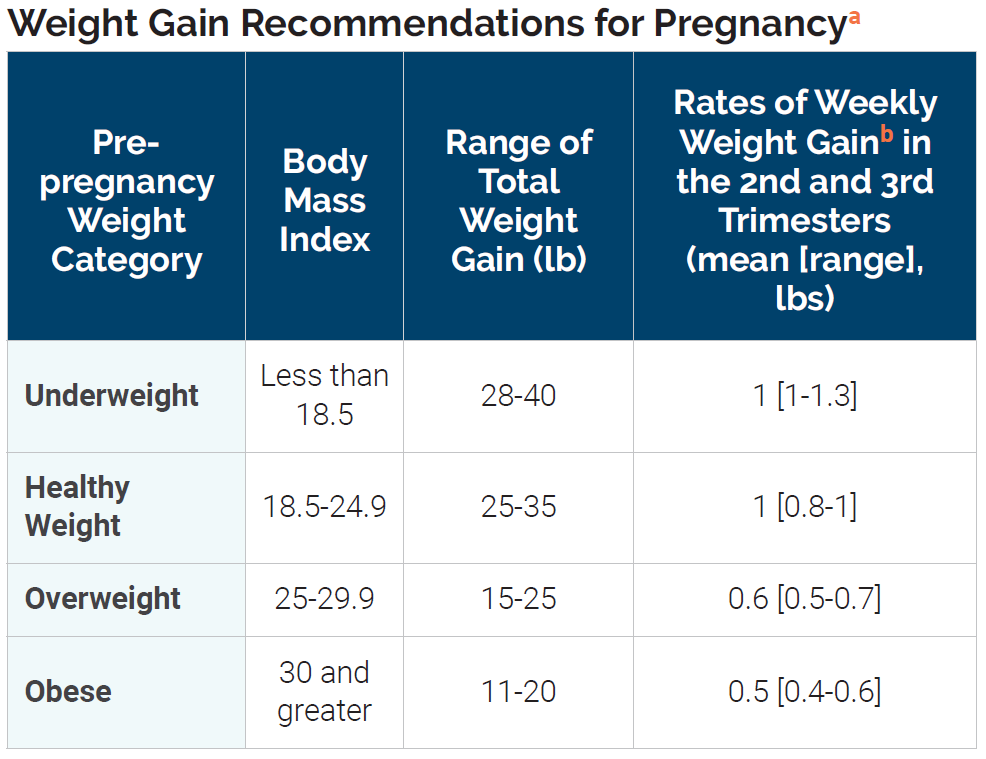 Weight Gain Recommendations for Pregnancyᵃ
Pre-
pregnancy
Weight
Category
Body
Mass
Index
Range of
Total
Weight
Gain (lb)
Rates of Weekly
Weight Gainᵇ in
the 2nd and 3rd
Trimesters
(mean [range],
lbs)
Underweight
Less than
18.5
28-40
1 [1-1.3]
Healthy
Weight
18.5-24.9
25-35
1 [0.8-1]
Overweight
25-29.9
15-25
0.6 [0.5-0.7]
Obese
30 and
greater
11-20
0.5 [0.4-0.6]